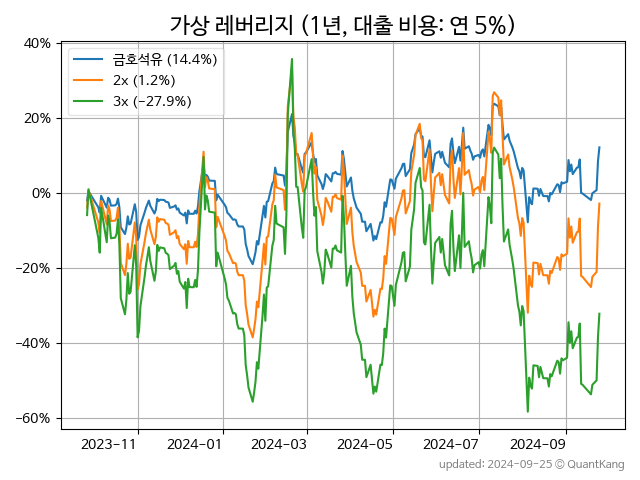 가상 레버리지 (1년, 대출 비용: 연 5%)
금호석유 (14.4%)
2x (1.2%)
3x (−27.9%)
40%
20%
0%
−20%
−40%
−60%
2023-11
2024-01
2024-03
2024-05
2024-07
2024-09
updated: 2024-09-25 © QuantKang